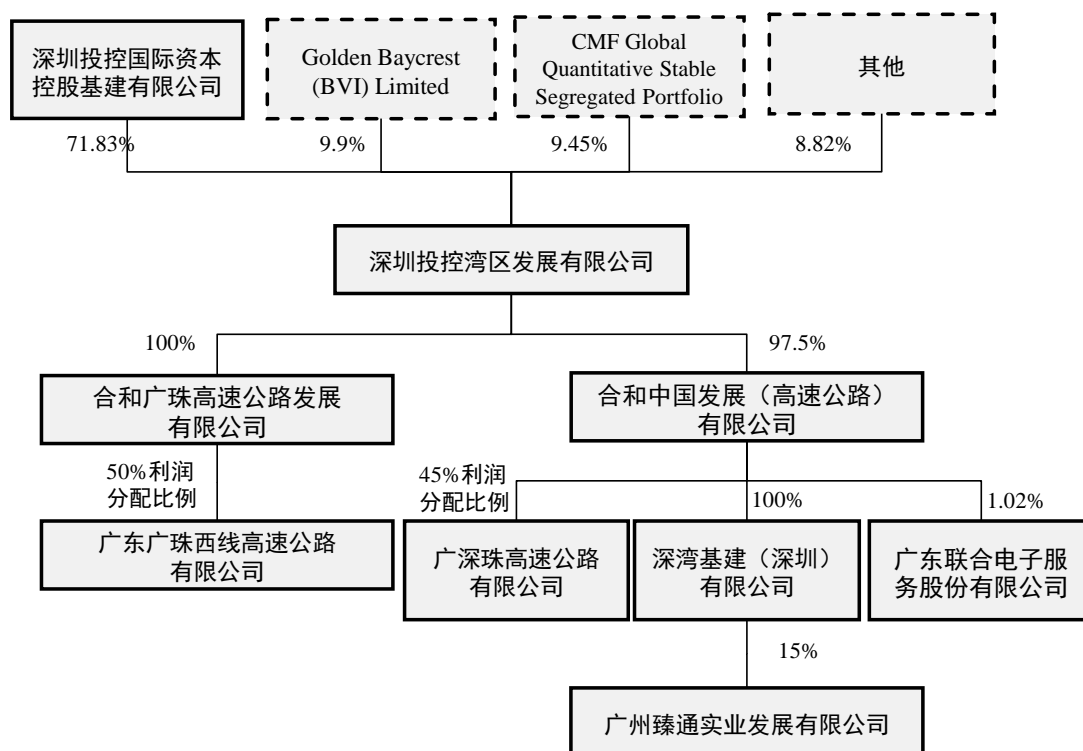 深圳投控国际资本
控股基建有限公司
Golden Baycrest
(BVI) Limited
CMF Global
Quantitative Stable
Segregated Portfolio
其他
71.83%
9.9%
9.45%
8.82%
深圳投控湾区发展有限公司
100%
97.5%
合和广珠高速公路发展
有限公司
合和中国发展（高速公路）
有限公司
50%利润
分配比例
45%利润
分配比例
100%
1.02%
广东广珠西线高速公路
有限公司
广深珠高速公路
有限公司
深湾基建（深圳）
有限公司
广东联合电子服
务股份有限公司
15%
广州臻通实业发展有限公司